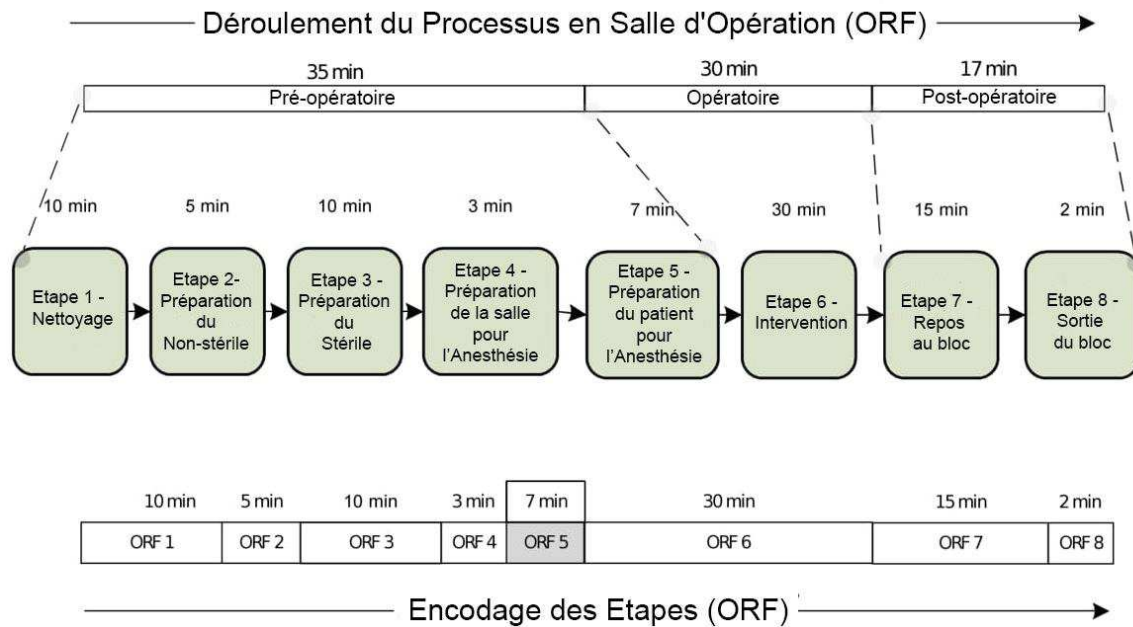 Déroulement du Processus en Salle d'Opération (ORF)
35 min
30 min
17 min
Pré-opératoire
Opératoire
Post-opératoire
10 min
5 min
10 min
3 min
7 min
30 min
15 min
2 min
Etape 1 -
Nettoyage
Etape 2-
Préparation
du
Non-stérile
Etape 3 -
Préparation
du
Stérile
Etape 4 -
Préparation
de la salle
pour
l'Anesthésie
Etape 5 -
Préparation
du patient
pour
l'Anesthésie
Etape 6 -
Intervention
Etape 7 -
Repos
au bloc
Etape 8 -
Sortie
du bloc
10 min
5 min
10 min
3 min
7 min
30 min
15 min
2 min
ORF 1
ORF 2
ORF 3
ORF 4
ORF 5
ORF 6
ORF 7
ORF 8
Encodage des Etapes (ORF)